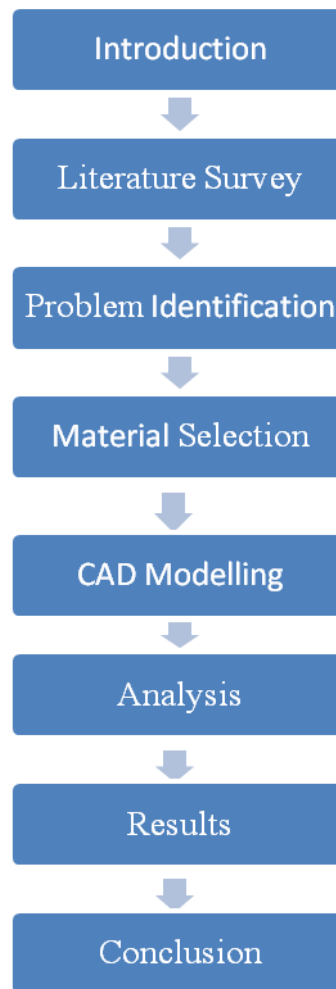 Introduction
Literature Survey
Problem Identification
Material Selection
CAD Modelling
Analysis
Results
Conclusion